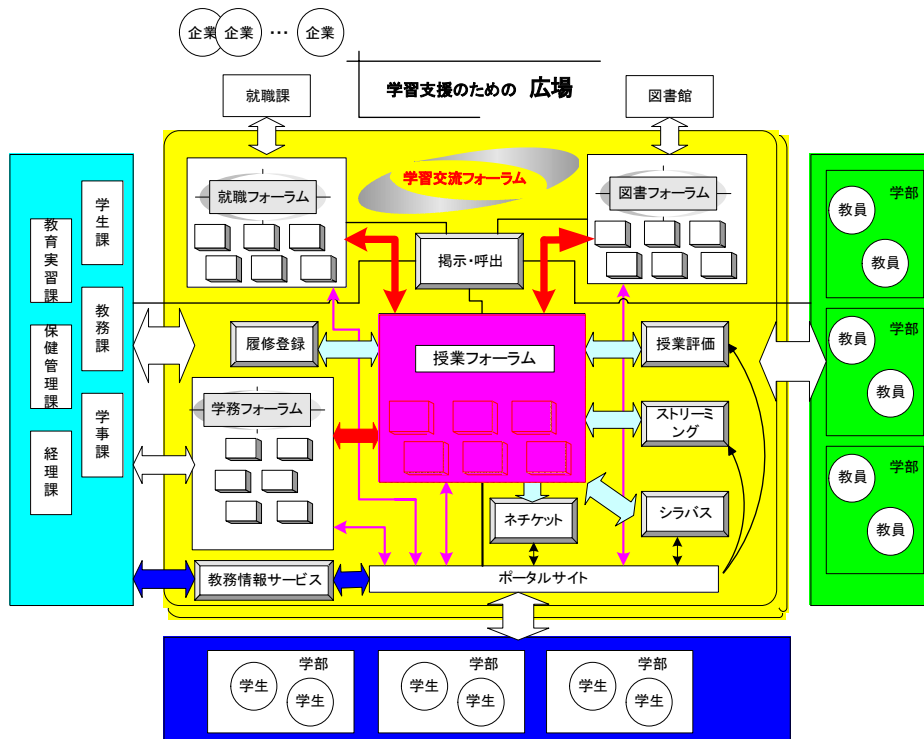 企業
企業
…
企業
学習支援のための 広場
就職課
図書館
学習交流フォーラム
就職フォーラム
図書フォーラム
掲示・呼出
学生課
教育実習課
教務課
保健管理課
学事課
経理課
履修登録
授業フォーラム
授業評価
学務フォーラム
ストリーミ
ング
ネチケット
シラバス
教務情報サービス
ポータルサイト
学部
教員
教員
学部
教員
教員
学部
教員
教員
学部
学生
学生
学部
学生
学生
学部
学生
学生